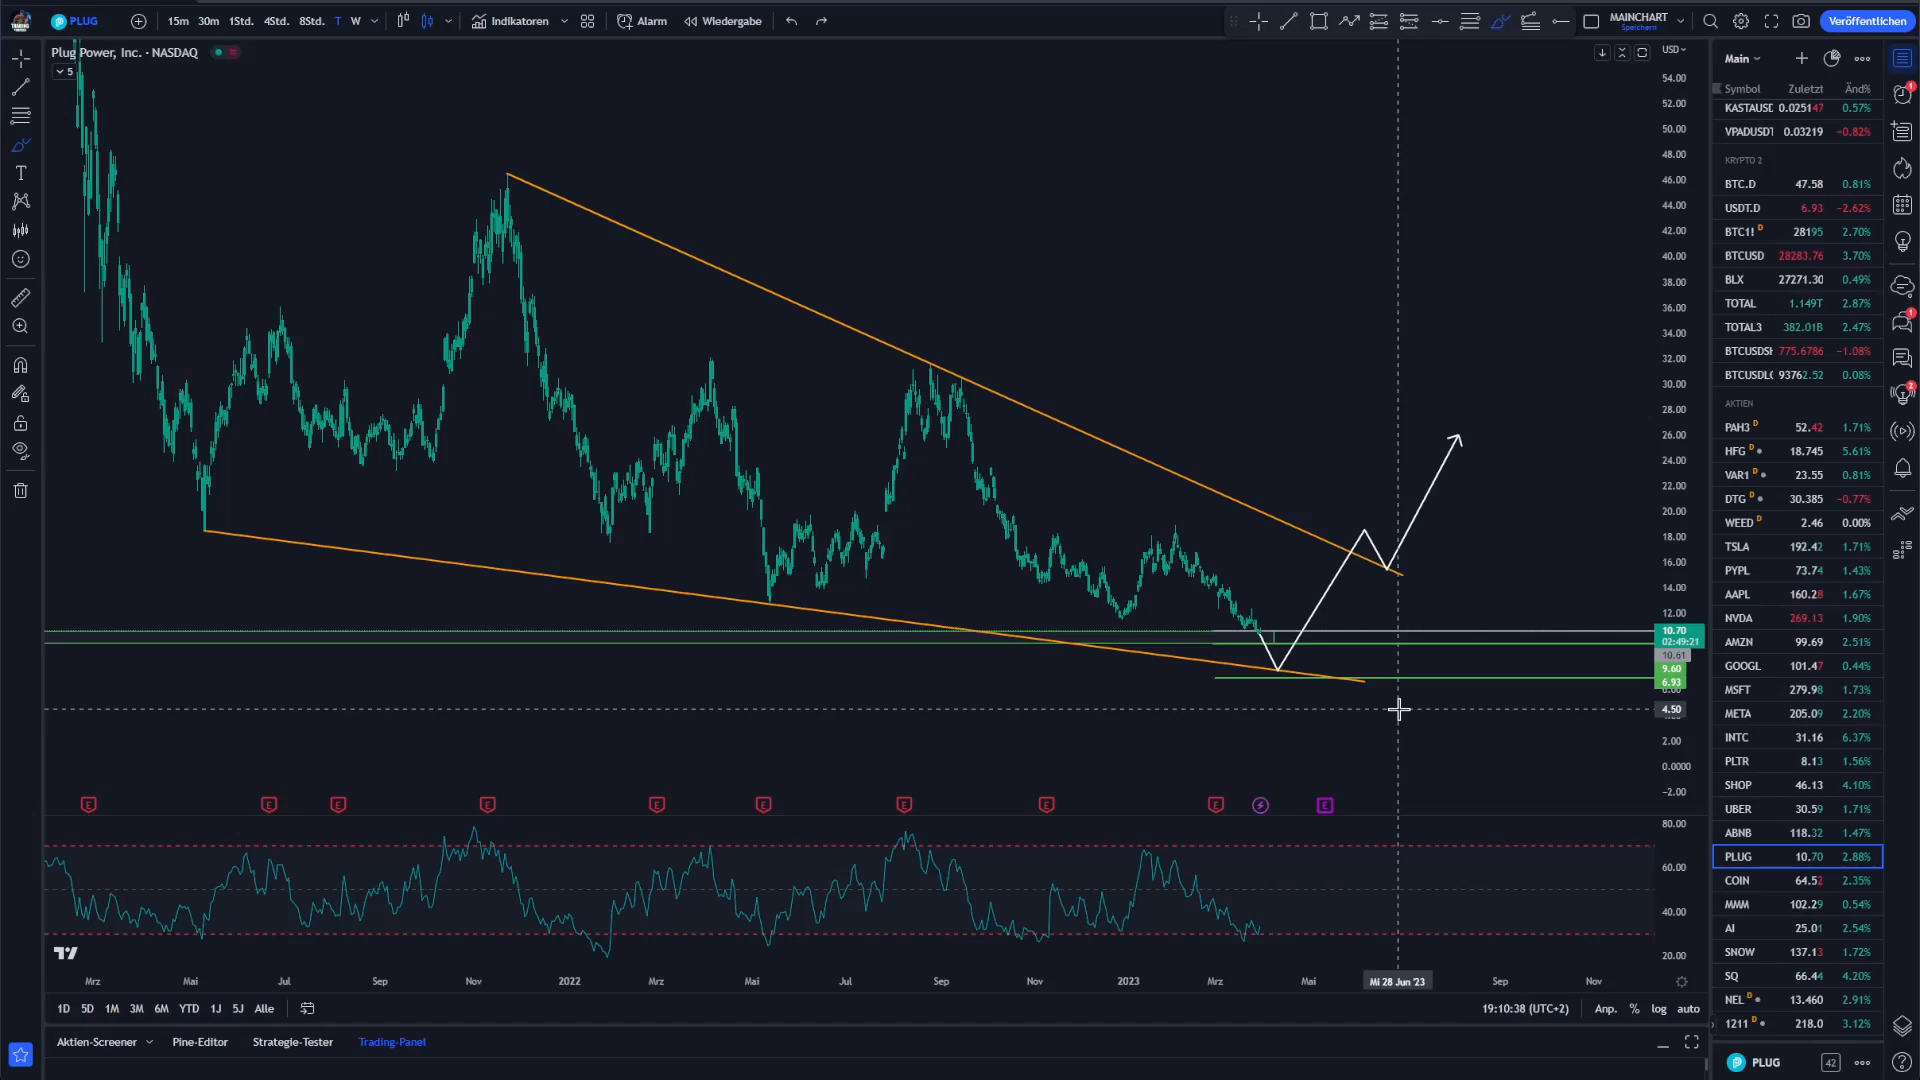 PLUG
15m 30m 1Std. 4Std. 8Std. T W
Indikatoren
Alarm
Wiedergabe
MAINCHART
Speichern
Veröffentlichen
Plug Power, Inc. · NASDAQ
5
USD
54.00
52.00
50.00
48.00
46.00
44.00
42.00
40.00
38.00
36.00
34.00
32.00
30.00
28.00
26.00
24.00
22.00
20.00
18.00
16.00
14.00
12.00
10.70
02:49:21
10.61
9.60
6.93
4.50
2.00
0.0000
−2.00
80.00
60.00
40.00
20.00
E E E E E E E E E E
Mrz Mai Jul Sep Nov 2022 Mrz Mai Jul Sep Nov 2023 Mrz Mai Mi 28 Jun '23 Sep Nov
1D 5D 1M 3M 6M YTD 1J 5J Alle
19:10:38 (UTC+2) Anp. % log auto
Aktien-Screener Pine-Editor Strategie-Tester Trading-Panel
Main
Symbol Zuletzt Änd%
KASTAUSD 0.025147 0.57%
VPADUSDT 0.03219 −0.82%
KRYPTO 2
BTC.D 47.58 0.81%
USDT.D 6.93 −2.62%
BTC1! D 28195 2.70%
BTCUSD 28283.76 3.70%
BLX 27271.30 0.49%
TOTAL 1.149T 2.87%
TOTAL3 382.01B 2.47%
BTCUSDSH 775.6786 −1.08%
BTCUSDLO 93762.52 0.08%
AKTIEN
PAH3 D 52.42 1.71%
HFG D 18.745 5.61%
VAR1 D 23.55 0.81%
DTG D 30.385 −0.77%
WEED D 2.46 0.00%
TSLA 192.42 1.71%
PYPL 73.74 1.43%
AAPL 160.28 1.67%
NVDA 269.13 1.90%
AMZN 99.69 2.51%
GOOGL 101.47 0.44%
MSFT 279.98 1.73%
META 205.09 2.20%
INTC 31.16 6.37%
PLTR 8.13 1.56%
SHOP 46.13 4.10%
UBER 30.59 1.71%
ABNB 118.32 1.47%
PLUG 10.70 2.88%
COIN 64.52 2.35%
MMM 102.29 0.54%
AI 25.01 2.54%
SNOW 137.13 1.72%
SQ 66.44 4.20%
NEL D 13.460 2.91%
1211 D 218.0 3.12%
PLUG 42
1
1
2